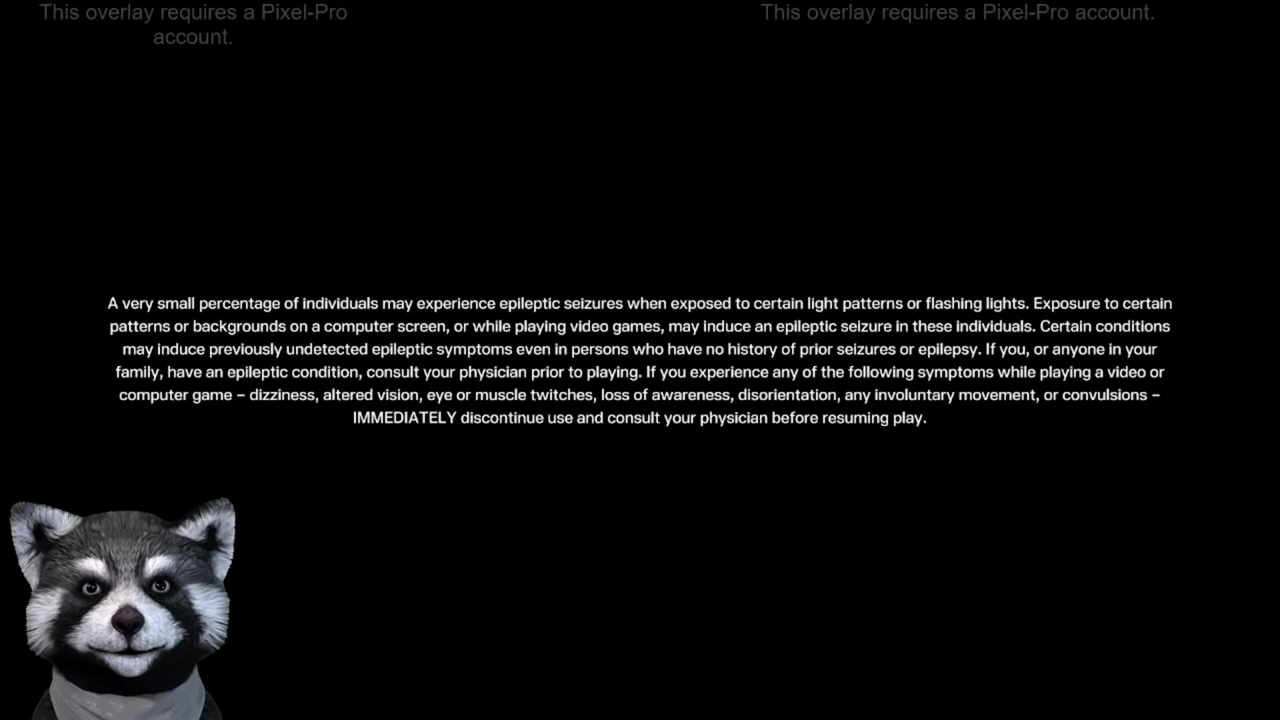 This overlay requires a Pixel-Pro
account.
This overlay requires a Pixel-Pro account.
A very small percentage of individuals may experience epileptic seizures when exposed to certain light patterns or flashing lights. Exposure to certain
patterns or backgrounds on a computer screen, or while playing video games, may induce an epileptic seizure in these individuals. Certain conditions
may induce previously undetected epileptic symptoms even in persons who have no history of prior seizures or epilepsy. If you, or anyone in your
family, have an epileptic condition, consult your physician prior to playing. If you experience any of the following symptoms while playing a video or
computer game – dizziness, altered vision, eye or muscle twitches, loss of awareness, disorientation, any involuntary movement, or convulsions –
IMMEDIATELY discontinue use and consult your physician before resuming play.